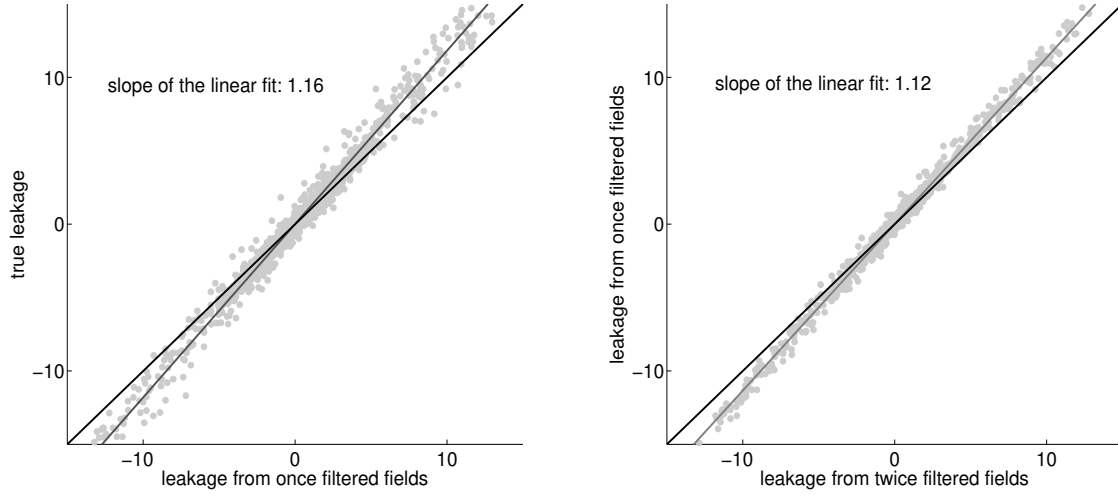 slope of the linear fit: 1.16
true leakage
10
0
−10
−10
0
10
leakage from once filtered fields
slope of the linear fit: 1.12
leakage from once filtered fields
10
0
−10
−10
0
10
leakage from twice filtered fields